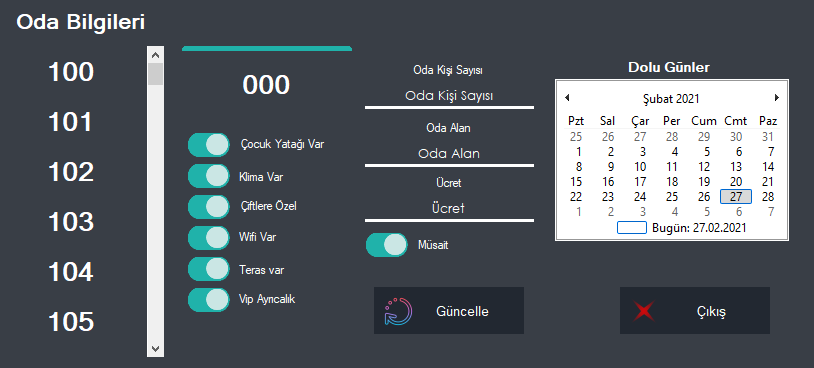 Oda Bilgileri
100
101
102
103
104
105
000
Çocuk Yatağı Var
Klima Var
Çiftlere Özel
Wifi Var
Teras var
Vip Ayrıcalık
Oda Kişi Sayısı
Oda Kişi Sayısı
Oda Alan
Oda Alan
Ücret
Ücret
Müsait
Güncelle
Dolu Günler
Şubat 2021
Pzt Sal Çar Per Cum Cmt Paz
25 26 27 28 29 30 31
1 2 3 4 5 6 7
8 9 10 11 12 13 14
15 16 17 18 19 20 21
22 23 24 25 26 27 28
1 2 3 4 5 6 7
Bugün: 27.02.2021
Çıkış